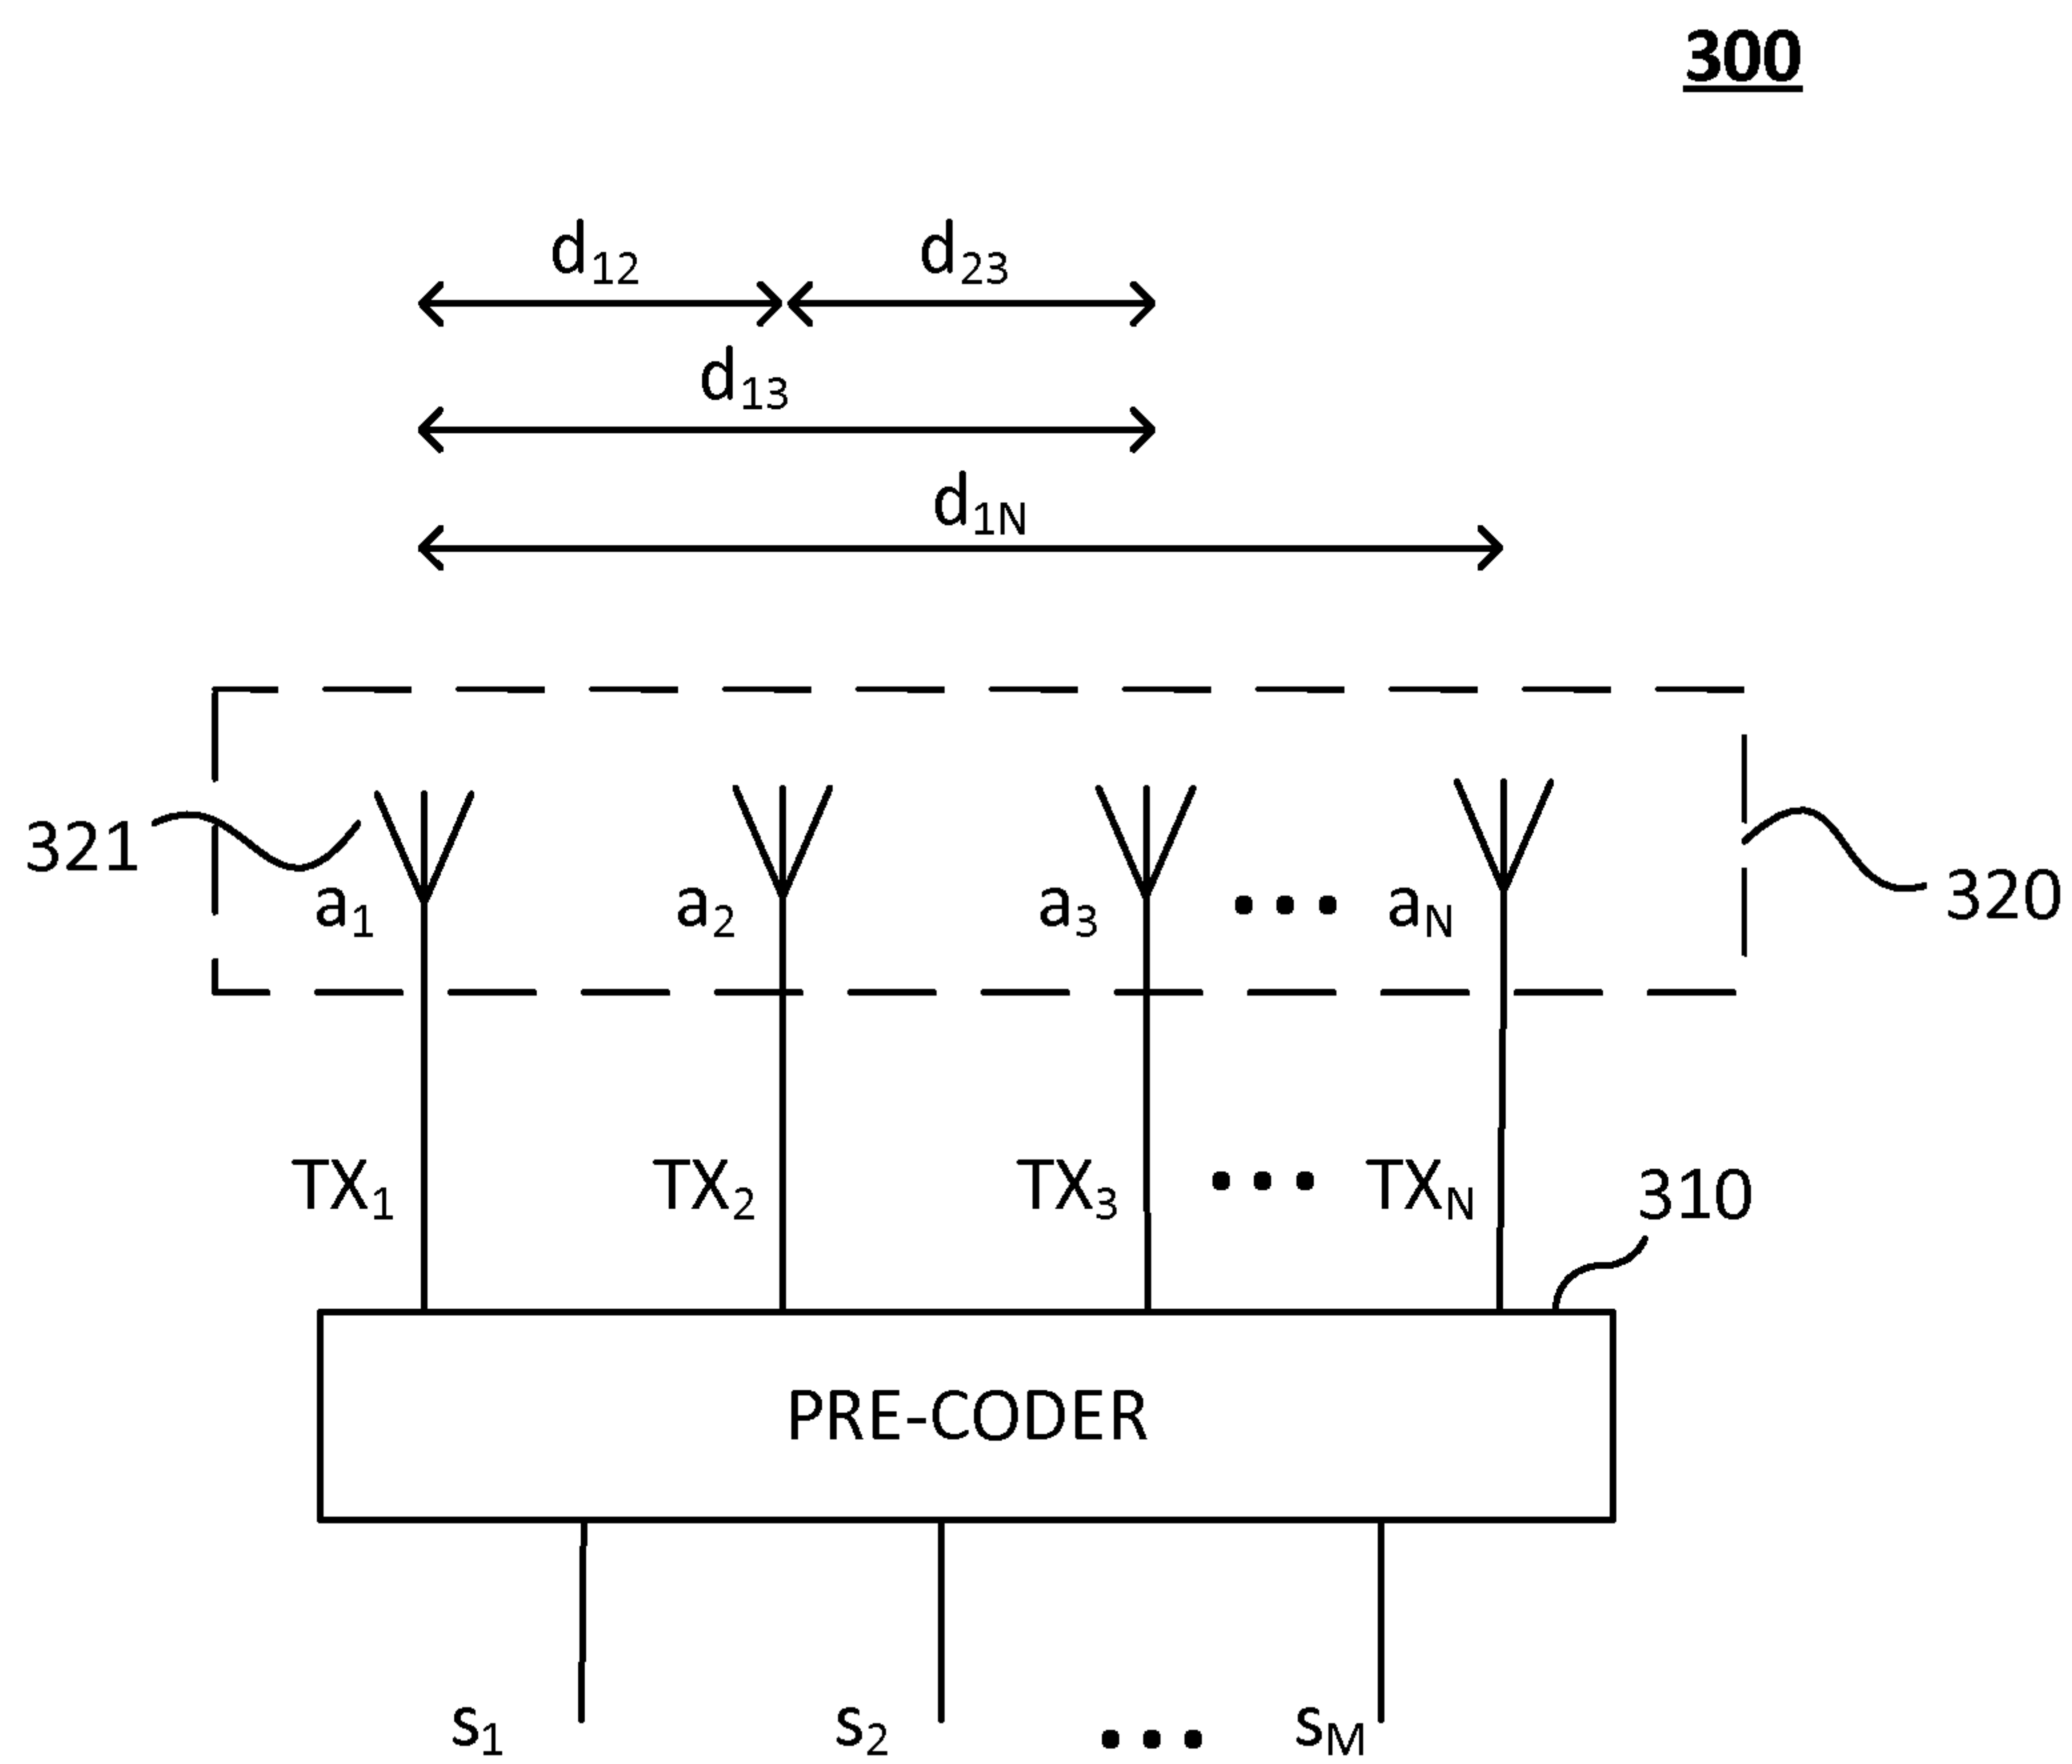 300
d₁₂ d₂₃
d₁₃
d₁N
321 320
a₁ a₂ a₃ ••• aN
TX₁ TX₂ TX₃ ••• TXN
310
PRE-CODER
s₁ s₂ ••• sM